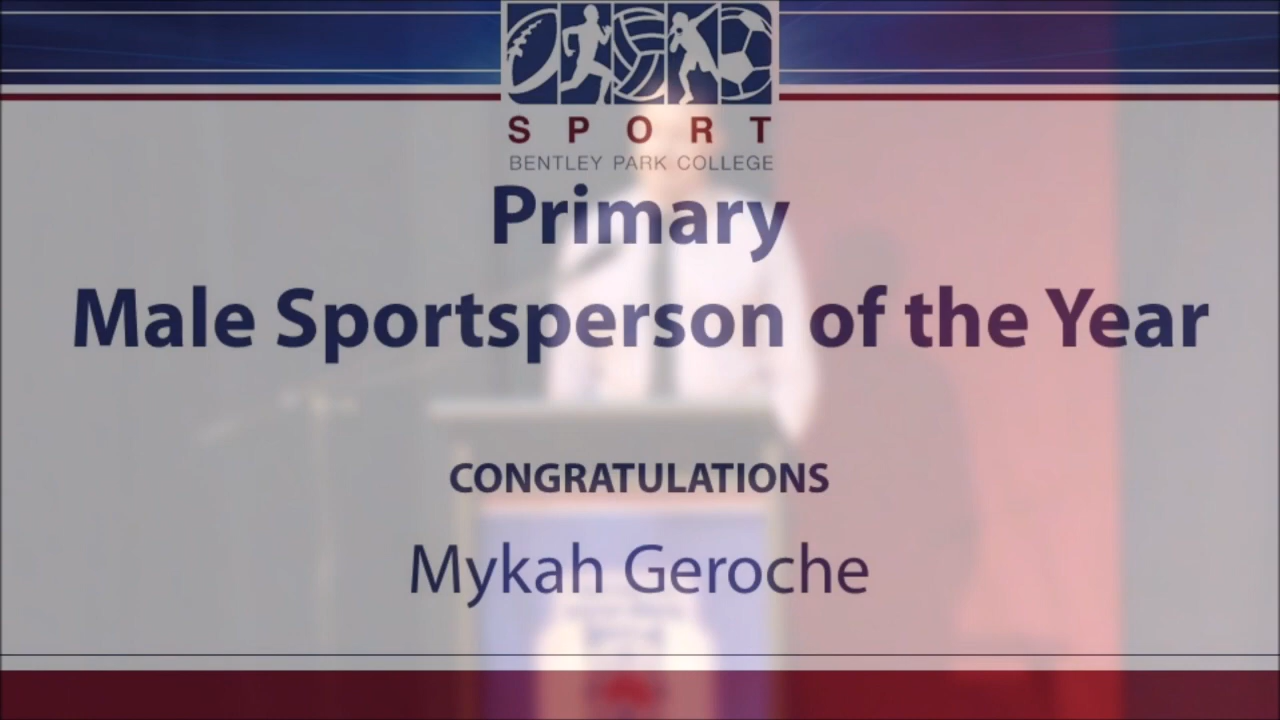 SPORT
BENTLEY PARK COLLEGE
Primary
Male Sportsperson of the Year
CONGRATULATIONS
Mykah Geroche